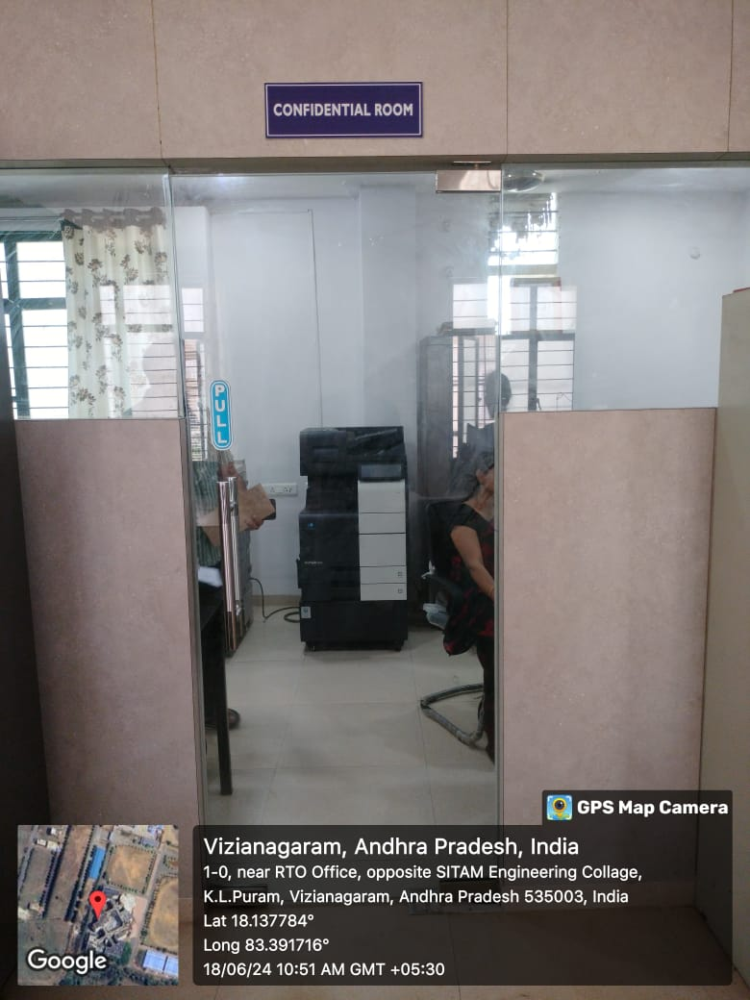 CONFIDENTIAL ROOM
PULL
GPS Map Camera
Vizianagaram, Andhra Pradesh, India
1-0, near RTO Office, opposite SITAM Engineering Collage,
K.L.Puram, Vizianagaram, Andhra Pradesh 535003, India
Lat 18.137784°
Long 83.391716°
18/06/24 10:51 AM GMT +05:30
Google